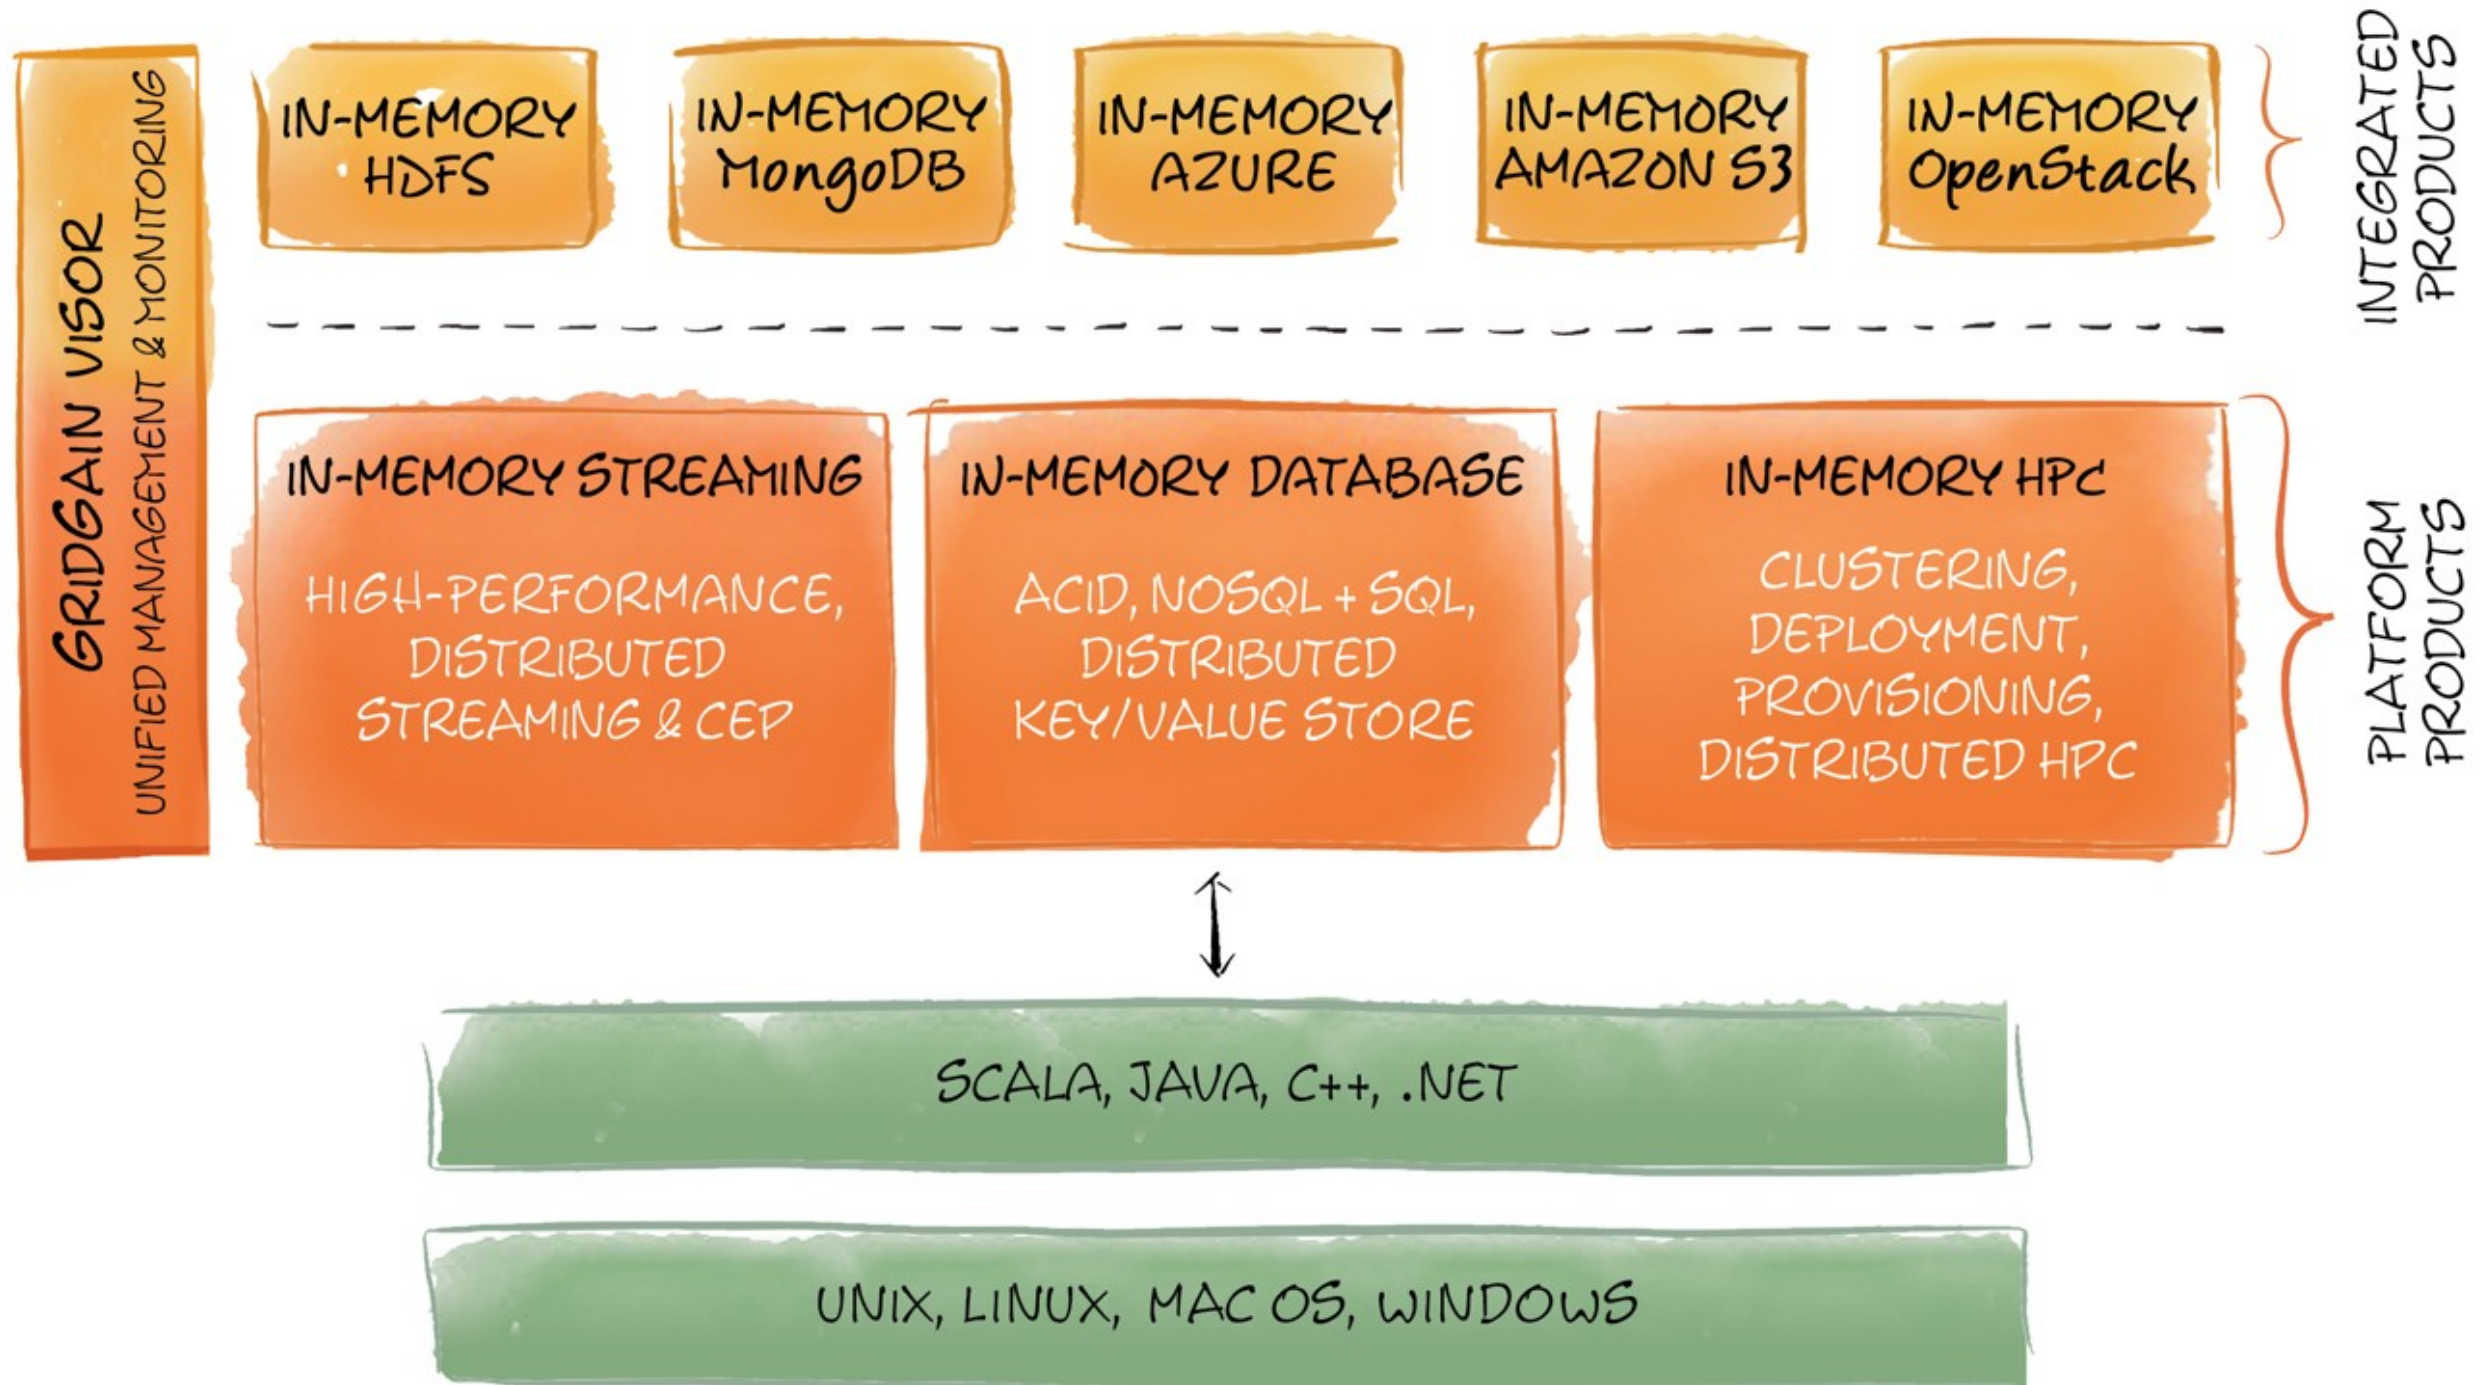 GRIDGAIN VISOR
UNIFIED MANAGEMENT & MONITORING
IN-MEMORY
HDFS
IN-MEMORY
MongoDB
IN-MEMORY
AZURE
IN-MEMORY
AMAZON S3
IN-MEMORY
OpenStack
INTEGRATED
PRODUCTS
IN-MEMORY STREAMING
HIGH-PERFORMANCE,
DISTRIBUTED
STREAMING & CEP
IN-MEMORY DATABASE
ACID, NOSQL + SQL,
DISTRIBUTED
KEY/VALUE STORE
IN-MEMORY HPC
CLUSTERING,
DEPLOYMENT,
PROVISIONING,
DISTRIBUTED HPC
PLATFORM
PRODUCTS
SCALA, JAVA, C++, .NET
UNIX, LINUX, MAC OS, WINDOWS